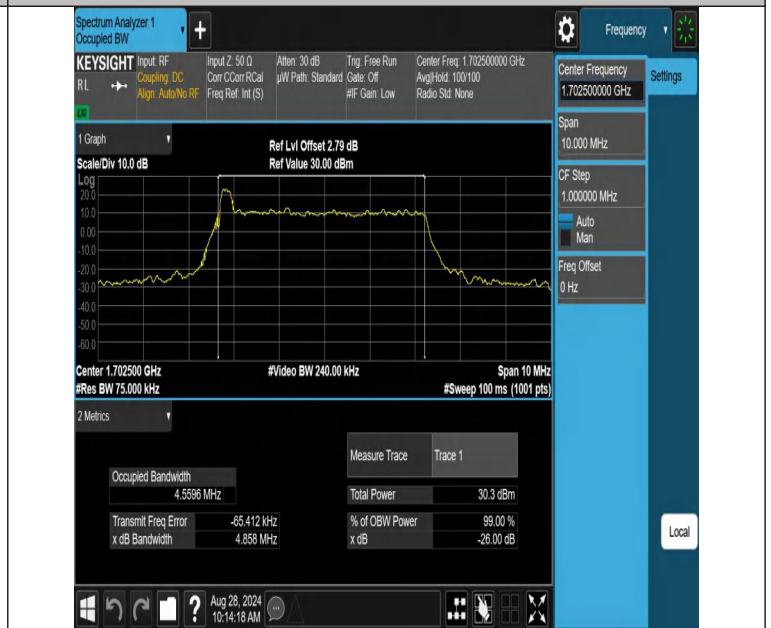 Spectrum Analyzer 1
Occupied BW
+
Frequency
KEYSIGHT
RL
LXI
Input: RF
Coupling: DC
Align: Auto/No RF
Input Z: 50 Ω
Corr CCorr RCal
Freq Ref: Int (S)
Atten: 30 dB
µW Path: Standard
Trig: Free Run
Gate: Off
#IF Gain: Low
Center Freq: 1.702500000 GHz
Avg|Hold: 100/100
Radio Std: None
Center Frequency
1.702500000 GHz
Settings
Span
10.000 MHz
CF Step
1.000000 MHz
Auto
Man
Freq Offset
0 Hz
1 Graph
Scale/Div 10.0 dB
Ref Lvl Offset 2.79 dB
Ref Value 30.00 dBm
Log
20.0
10.0
0.00
-10.0
-20.0
-30.0
-40.0
-50.0
-60.0
Center 1.702500 GHz
#Res BW 75.000 kHz
#Video BW 240.00 kHz
Span 10 MHz
#Sweep 100 ms (1001 pts)
2 Metrics
Measure Trace Trace 1
Occupied Bandwidth
4.5596 MHz
Total Power 30.3 dBm
Transmit Freq Error -65.412 kHz
% of OBW Power 99.00 %
x dB Bandwidth 4.858 MHz
x dB -26.00 dB
Local
?
Aug 28, 2024
10:14:18 AM